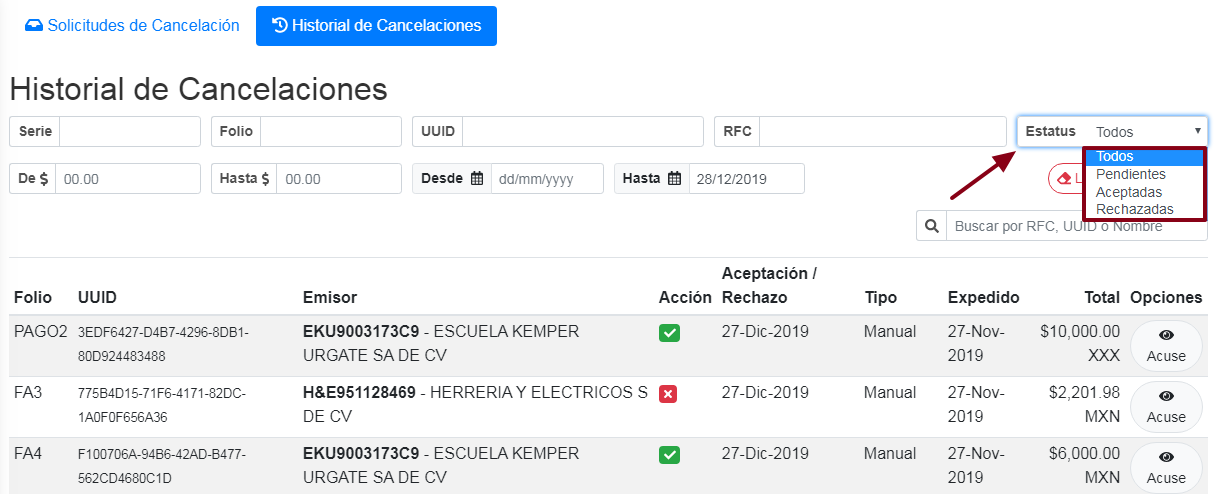 Solicitudes de Cancelación Historial de Cancelaciones
Historial de Cancelaciones
Serie Folio UUID RFC Estatus Todos
Todos
Pendientes
Aceptadas
Rechazadas
De $ 00.00 Hasta $ 00.00 Desde dd/mm/yyyy Hasta 28/12/2019
Buscar por RFC, UUID o Nombre
Folio UUID Emisor Acción Aceptación / Rechazo Tipo Expedido Total Opciones
PAGO2 3EDF6427-D4B7-4296-8DB1- EKU9003173C9 - ESCUELA KEMPER 27-Dic-2019 Manual 27-Nov- $10,000.00
80D924483488 URGATE SA DE CV 2019 XXX Acuse
FA3 775B4D15-71F6-4171-82DC- H&E951128469 - HERRERIA Y ELECTRICOS S 27-Dic-2019 Manual 27-Nov- $2,201.98
1A0F0F656A36 DE CV 2019 MXN Acuse
FA4 F100706A-94B6-42AD-B477- EKU9003173C9 - ESCUELA KEMPER 27-Dic-2019 Manual 27-Nov- $6,000.00
562CD4680C1D URGATE SA DE CV 2019 MXN Acuse